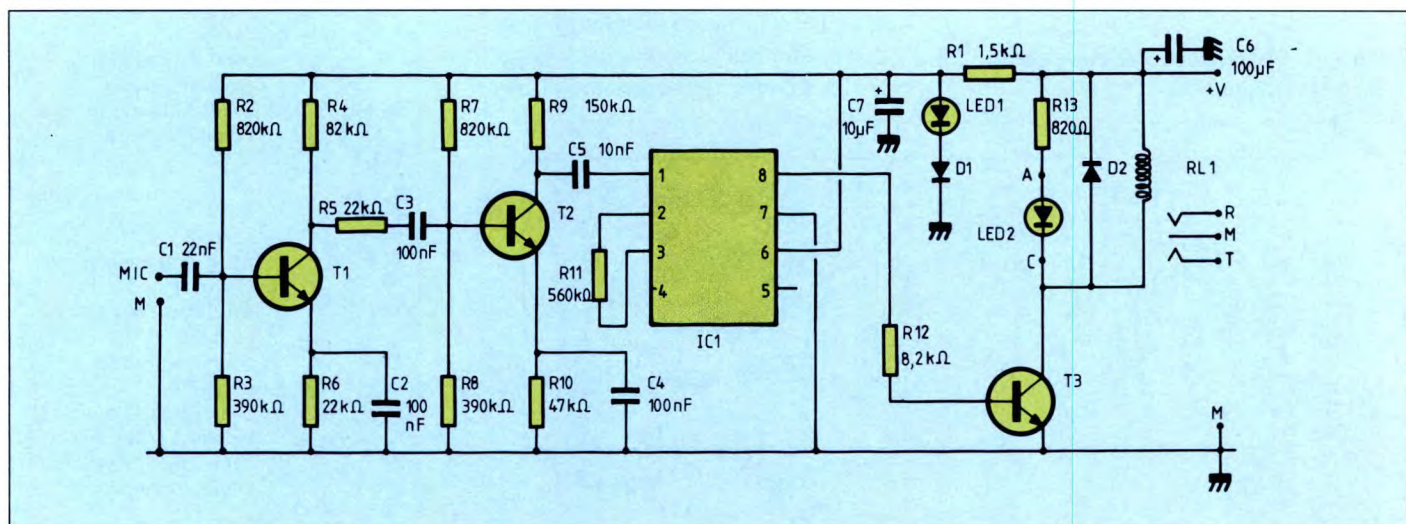 R1 1,5kΩ
C6
100µF
+V
R2
820kΩ
R4
82kΩ
R7
820kΩ
R9 150kΩ
C7
10µF
LED1
R13
820Ω
D1
D2
RL1
C5 10nF
A
LED2
C
R
M
T
R5 22kΩ
C3
100nF
T2
C1 22nF
MIC
M
T1
1
2
3
4
8
7
6
5
R11
560kΩ
IC1
R12
8,2kΩ
T3
R3
390kΩ
R6
22kΩ
C2
100
nF
R8
390kΩ
R10
47kΩ
C4
100nF
M